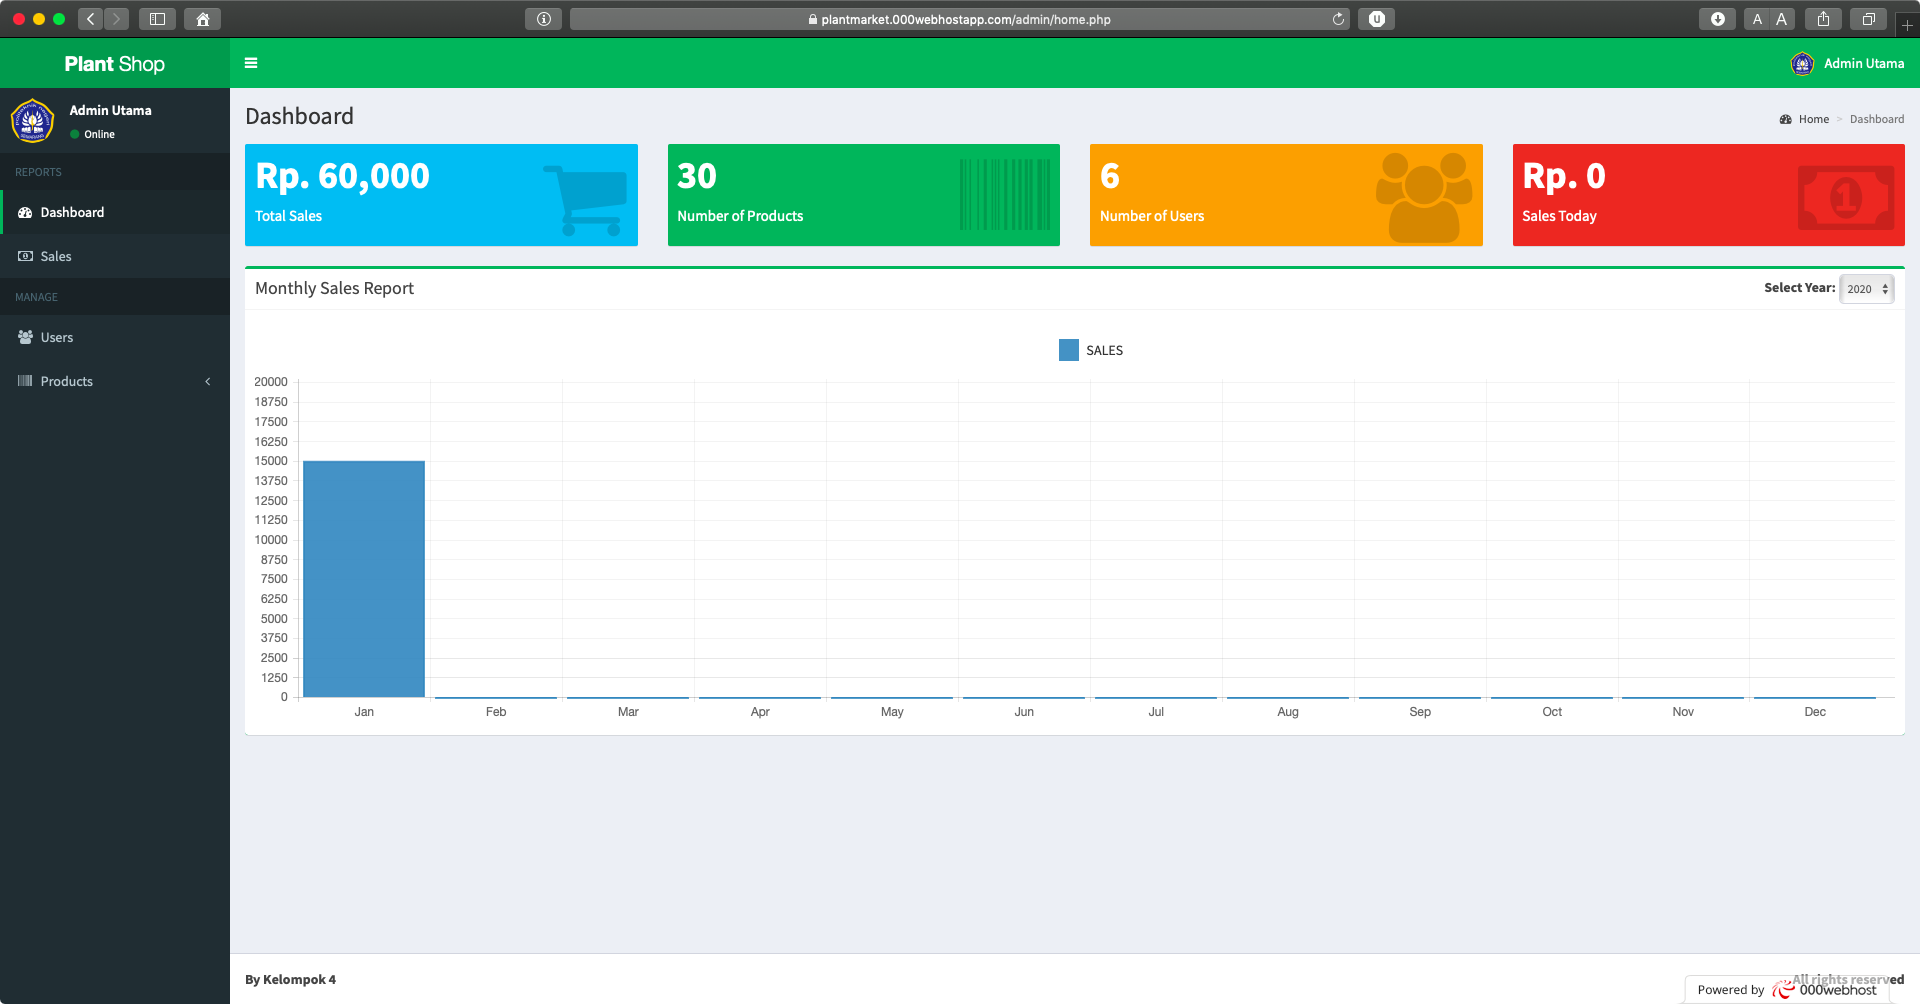 plantmarket.000webhostapp.com/admin/home.php
A A
Plant Shop
Admin Utama
Admin Utama
Online
REPORTS
Dashboard
Sales
MANAGE
Users
Products
Dashboard
Home > Dashboard
Rp. 60,000
Total Sales
30
Number of Products
6
Number of Users
Rp. 0
Sales Today
Monthly Sales Report
Select Year: 2020
SALES
20000
18750
17500
16250
15000
13750
12500
11250
10000
8750
7500
6250
5000
3750
2500
1250
0
Jan Feb Mar Apr May Jun Jul Aug Sep Oct Nov Dec
By Kelompok 4
All rights reserved
Powered by 000webhost